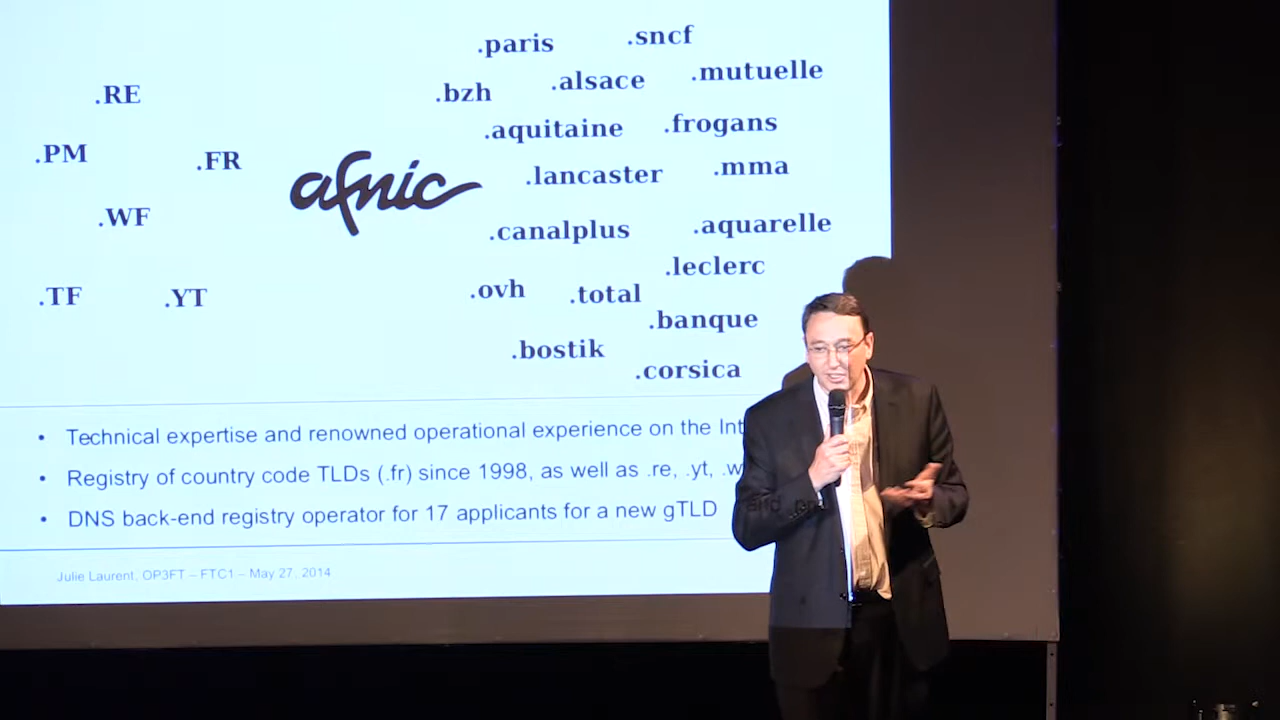 .paris .sncf
.RE .bzh .alsace .mutuelle
.PM .FR .aquitaine .frogans
afnic .lancaster .mma
.WF .canalplus .aquarelle
.leclerc
.TF .YT .ovh .total
.banque
.bostik
.corsica
• Technical expertise and renowned operational experience on the Int
• Registry of country code TLDs (.fr) since 1998, as well as .re, .yt, .w
• DNS back-end registry operator for 17 applicants for a new gTLD
Julie Laurent, OP3FT – FTC1 – May 27, 2014